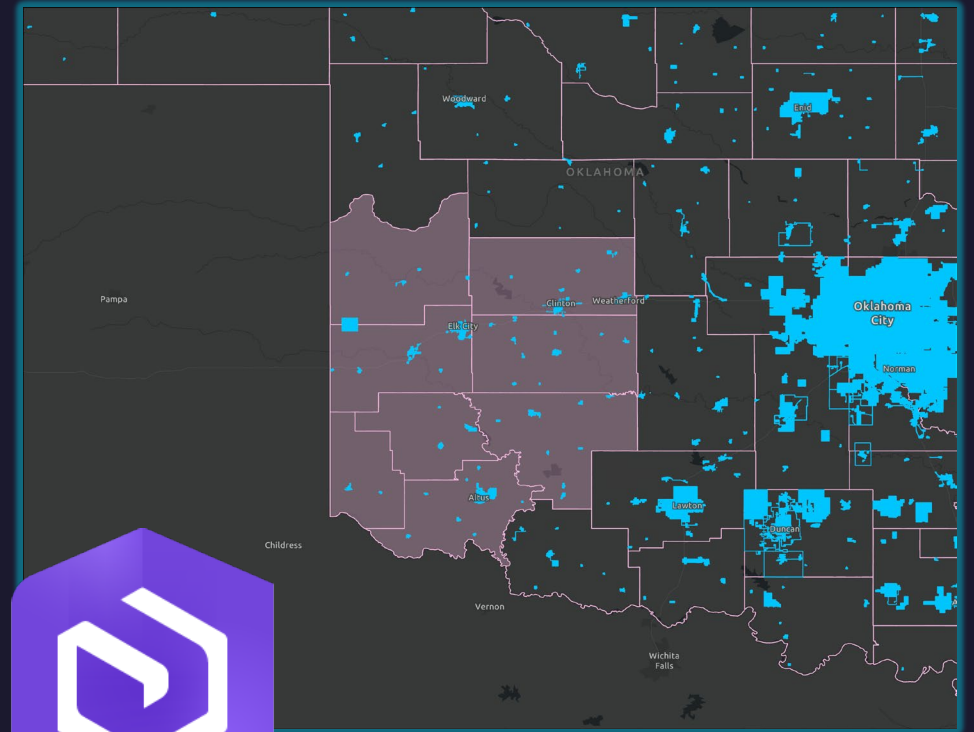 Woodward
Enid
OKLAHOMA
Pampa
Clinton
Weatherford
Oklahoma
City
Elk City
Norman
Altus
Lawton
Duncan
Childress
Vernon
Wichita
Falls